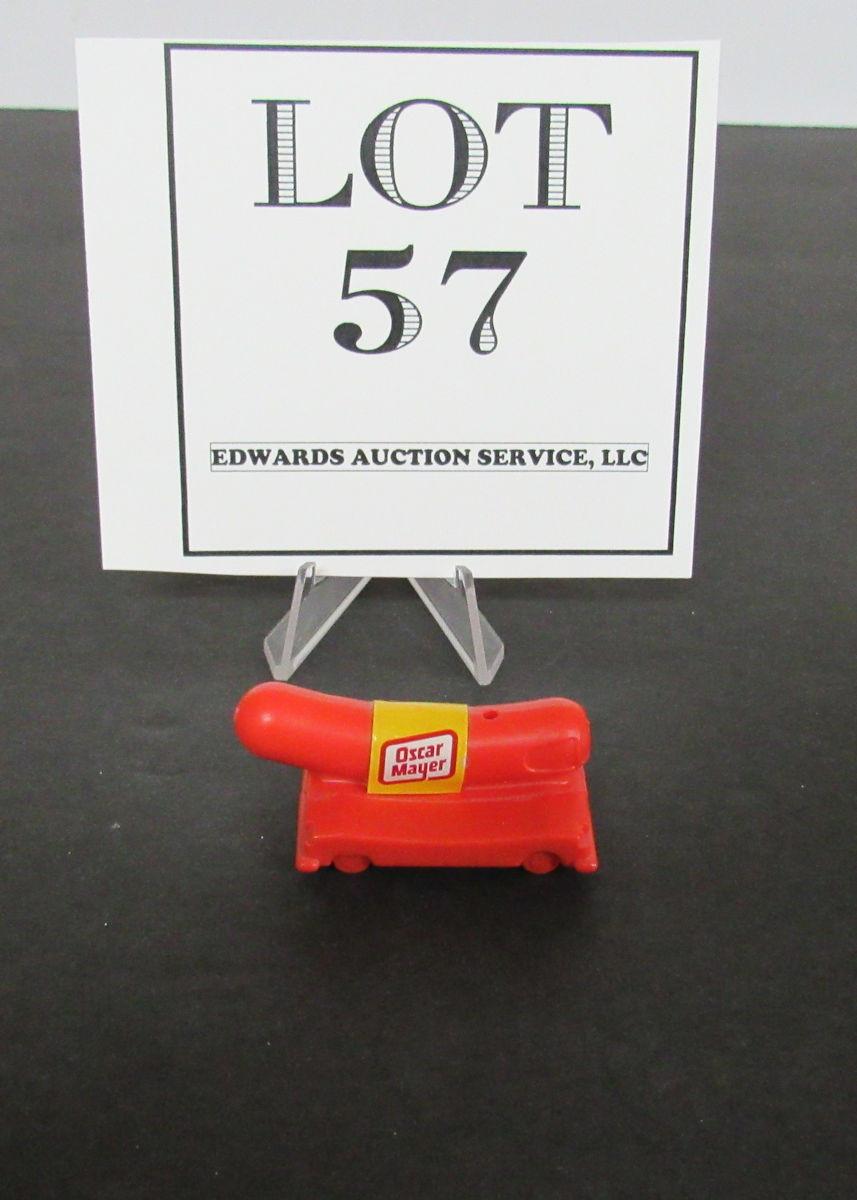 LOT
57
EDWARDS AUCTION SERVICE, LLC
Oscar
Mayer